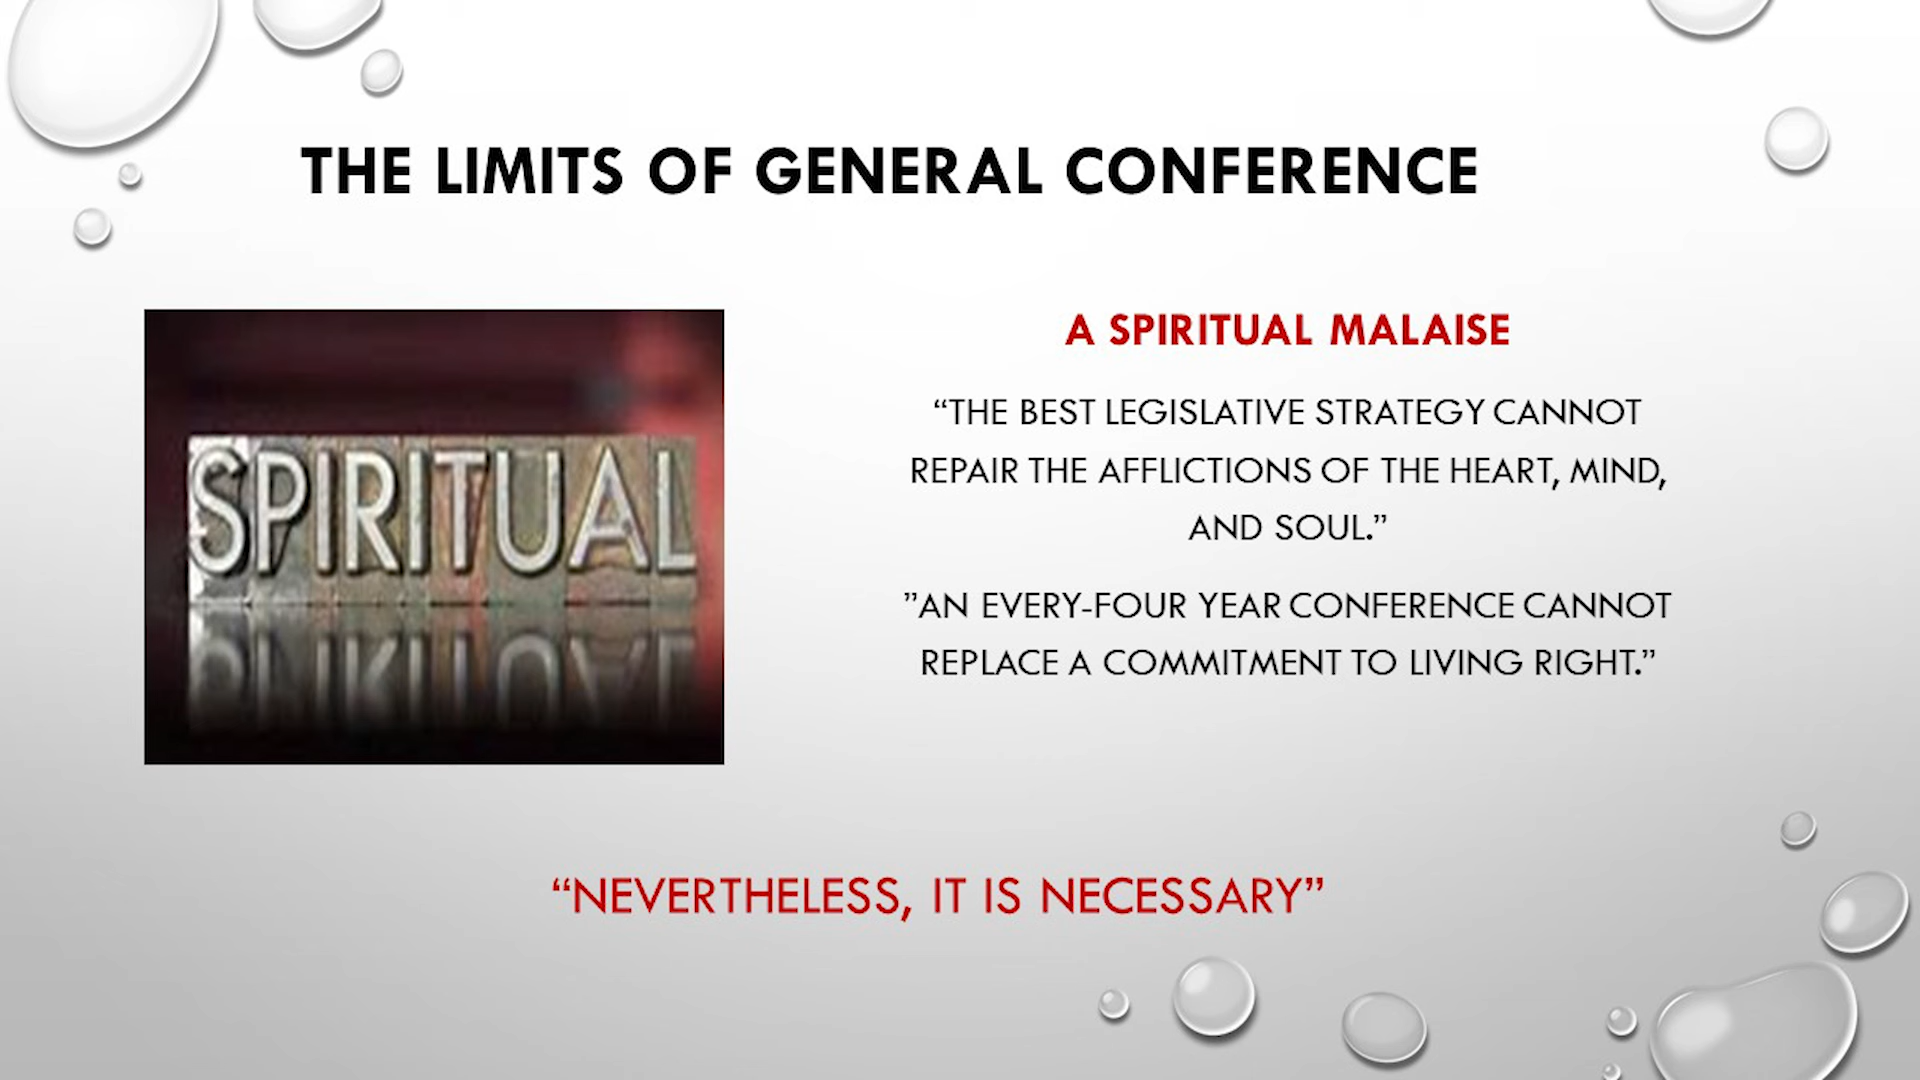 THE LIMITS OF GENERAL CONFERENCE
SPIRITUAL
A SPIRITUAL MALAISE
“THE BEST LEGISLATIVE STRATEGY CANNOT
REPAIR THE AFFLICTIONS OF THE HEART, MIND,
AND SOUL.”
”AN EVERY-FOUR YEAR CONFERENCE CANNOT
REPLACE A COMMITMENT TO LIVING RIGHT.”
“NEVERTHELESS, IT IS NECESSARY”